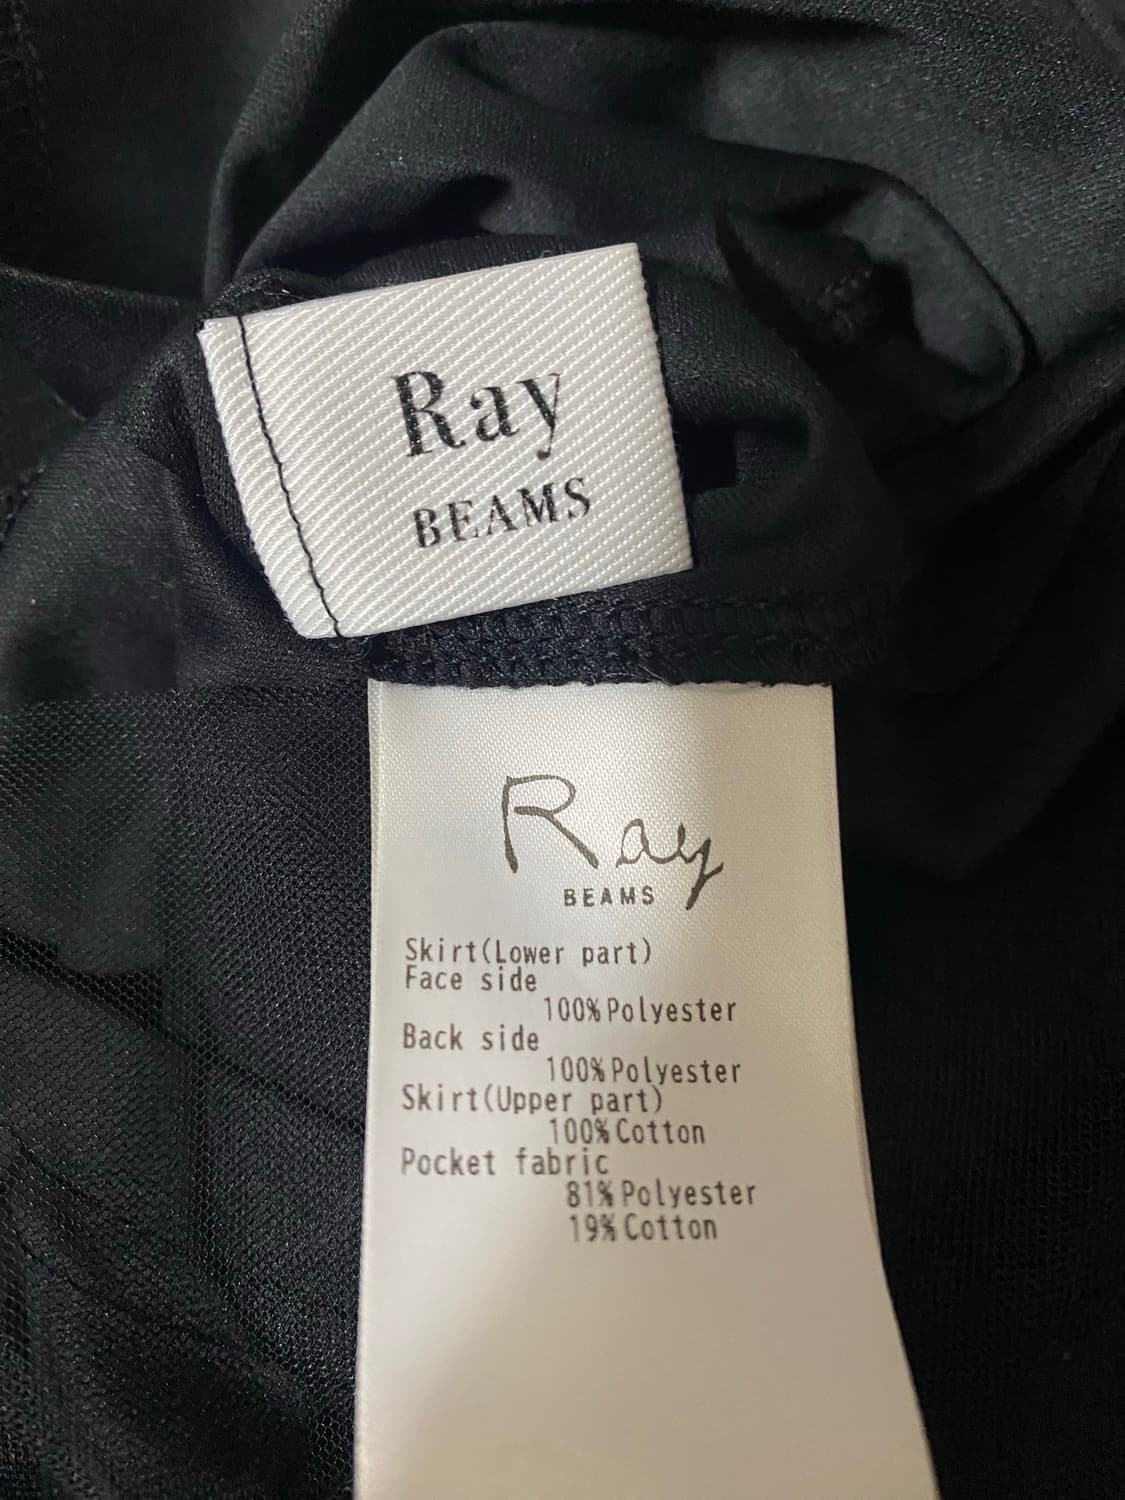 Ray
BEAMS
Ray
BEAMS
Skirt(Lower part)
Face side
100%Polyester
Back side
100%Polyester
Skirt(Upper part)
100%Cotton
Pocket fabric
81%Polyester
19%Cotton